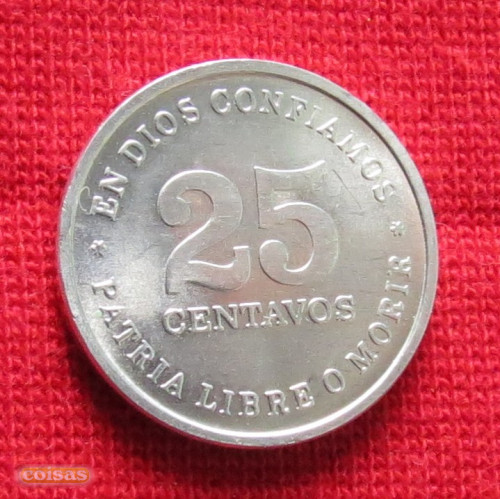 EN DIOS CONFIAMOS
25
CENTAVOS
* PATRIA LIBRE O MORIR *
coisas